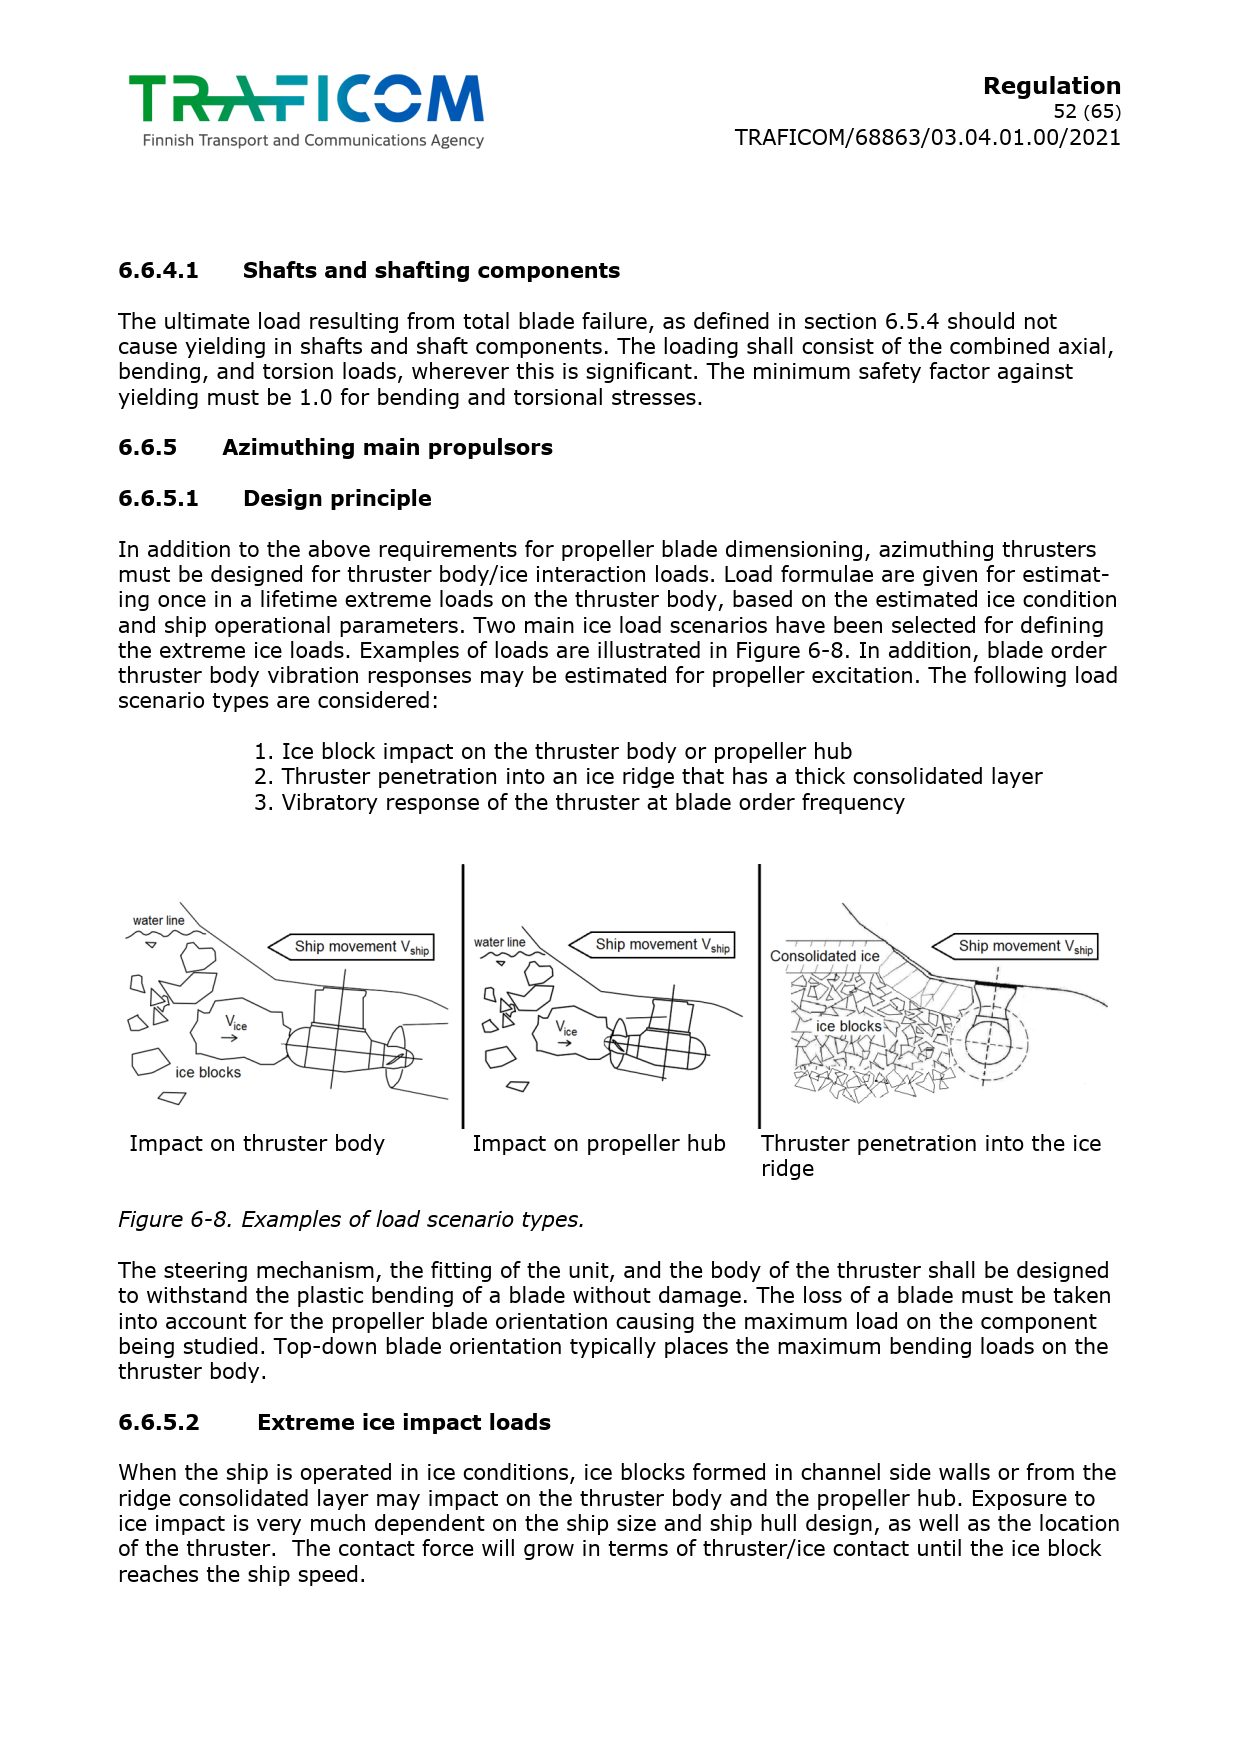 TRAFICOM
Finnish Transport and Communications Agency
Regulation
52 (65)
TRAFICOM/68863/03.04.01.00/2021
6.6.4.1 Shafts and shafting components
The ultimate load resulting from total blade failure, as defined in section 6.5.4 should not
cause yielding in shafts and shaft components. The loading shall consist of the combined axial,
bending, and torsion loads, wherever this is significant. The minimum safety factor against
yielding must be 1.0 for bending and torsional stresses.
6.6.5 Azimuthing main propulsors
6.6.5.1 Design principle
In addition to the above requirements for propeller blade dimensioning, azimuthing thrusters
must be designed for thruster body/ice interaction loads. Load formulae are given for estimat-
ing once in a lifetime extreme loads on the thruster body, based on the estimated ice condition
and ship operational parameters. Two main ice load scenarios have been selected for defining
the extreme ice loads. Examples of loads are illustrated in Figure 6-8. In addition, blade order
thruster body vibration responses may be estimated for propeller excitation. The following load
scenario types are considered:
1. Ice block impact on the thruster body or propeller hub
2. Thruster penetration into an ice ridge that has a thick consolidated layer
3. Vibratory response of the thruster at blade order frequency
water line
Ship movement Vship
Vice
ice blocks
Impact on thruster body
water line
Ship movement Vship
Vice
Impact on propeller hub
Consolidated ice
Ship movement Vship
ice blocks
Thruster penetration into the ice
ridge
Figure 6-8. Examples of load scenario types.
The steering mechanism, the fitting of the unit, and the body of the thruster shall be designed
to withstand the plastic bending of a blade without damage. The loss of a blade must be taken
into account for the propeller blade orientation causing the maximum load on the component
being studied. Top-down blade orientation typically places the maximum bending loads on the
thruster body.
6.6.5.2 Extreme ice impact loads
When the ship is operated in ice conditions, ice blocks formed in channel side walls or from the
ridge consolidated layer may impact on the thruster body and the propeller hub. Exposure to
ice impact is very much dependent on the ship size and ship hull design, as well as the location
of the thruster.  The contact force will grow in terms of thruster/ice contact until the ice block
reaches the ship speed.